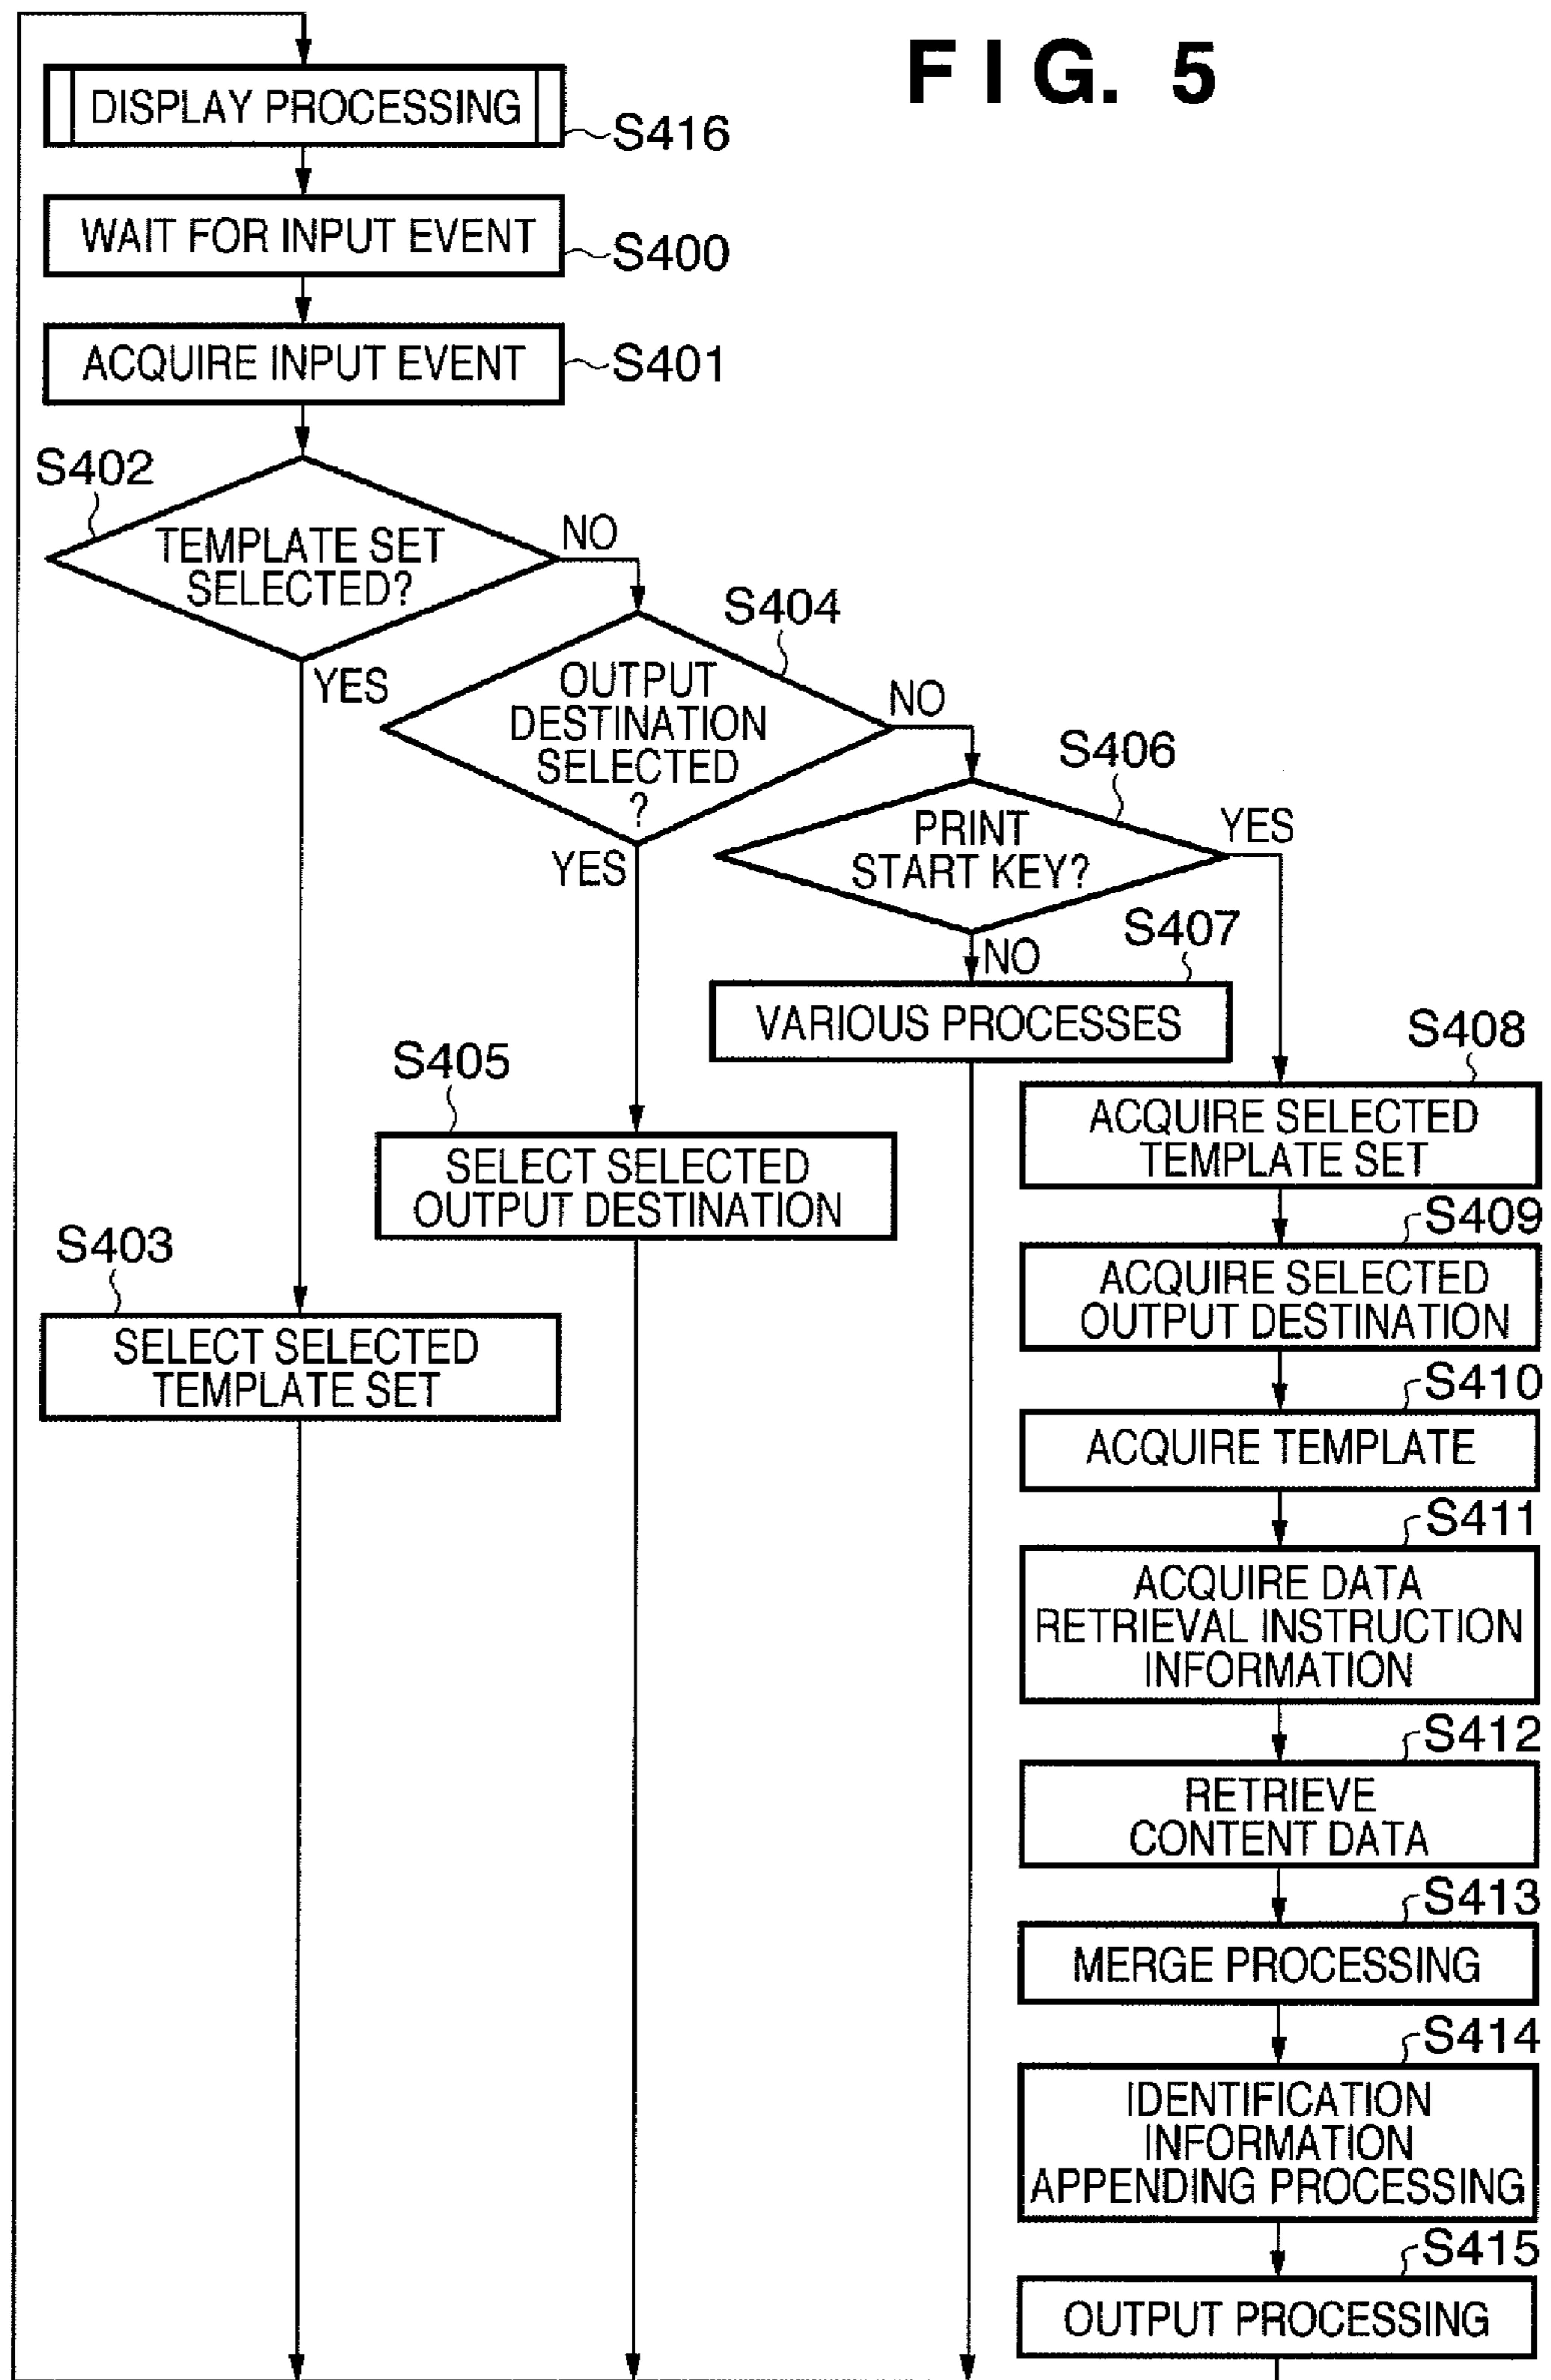 FIG. 5
DISPLAY PROCESSING
S416
WAIT FOR INPUT EVENT
S400
ACQUIRE INPUT EVENT
S401
S402
TEMPLATE SET
SELECTED?
NO
YES
S404
OUTPUT
DESTINATION
SELECTED
?
NO
YES
S406
PRINT
START KEY?
YES
NO
S407
VARIOUS PROCESSES
S405
SELECT SELECTED
OUTPUT DESTINATION
S403
SELECT SELECTED
TEMPLATE SET
S408
ACQUIRE SELECTED
TEMPLATE SET
S409
ACQUIRE SELECTED
OUTPUT DESTINATION
S410
ACQUIRE TEMPLATE
S411
ACQUIRE DATA
RETRIEVAL INSTRUCTION
INFORMATION
S412
RETRIEVE
CONTENT DATA
S413
MERGE PROCESSING
S414
IDENTIFICATION
INFORMATION
APPENDING PROCESSING
S415
OUTPUT PROCESSING